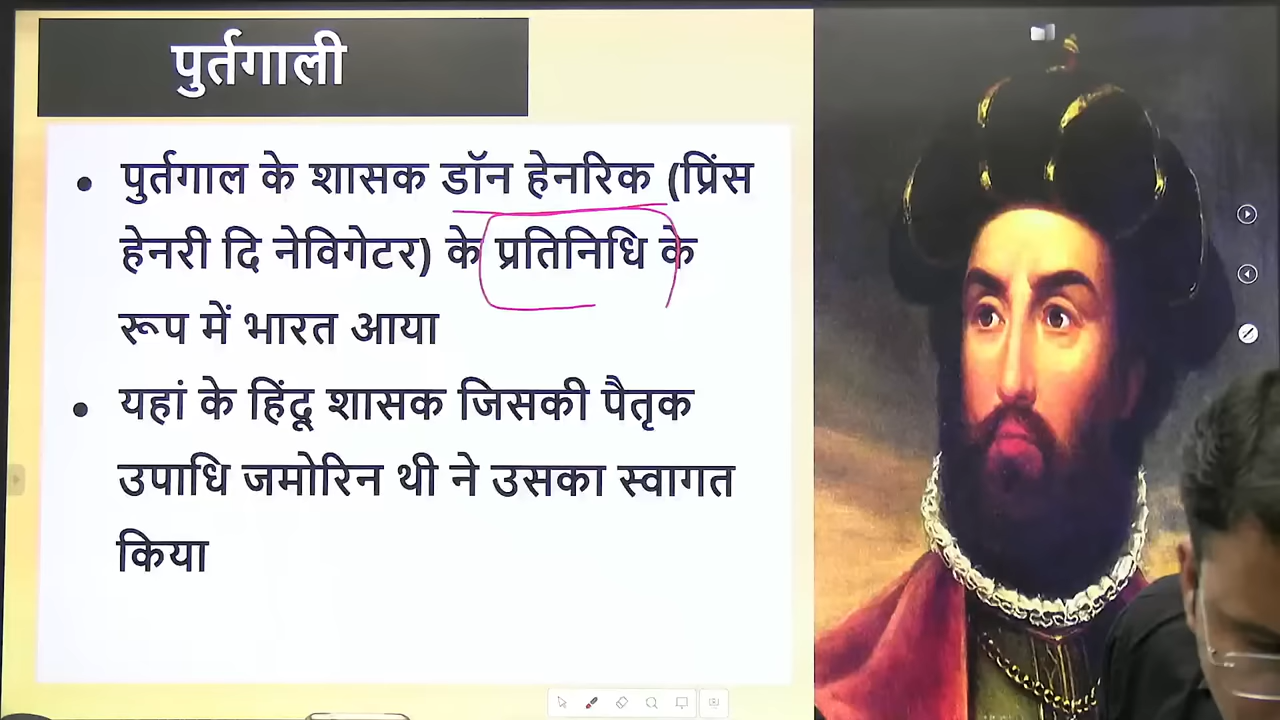 पुर्तगाली
• पुर्तगाल के शासक डॉन हेनरिक (प्रिंस
हेनरी दि नेविगेटर) के प्रतिनिधि के
रूप में भारत आया
• यहां के हिंदू शासक जिसकी पैतृक
उपाधि जमोरिन थी ने उसका स्वागत
किया